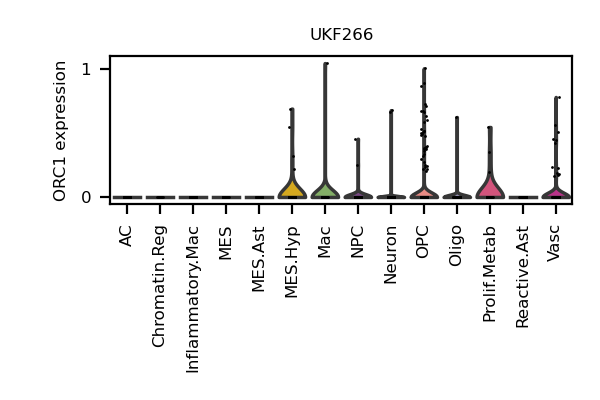 UKF266
ORC1 expression
1
0
AC
Chromatin.Reg
Inflammatory.Mac
MES
MES.Ast
MES.Hyp
Mac
NPC
Neuron
OPC
Oligo
Prolif.Metab
Reactive.Ast
Vasc